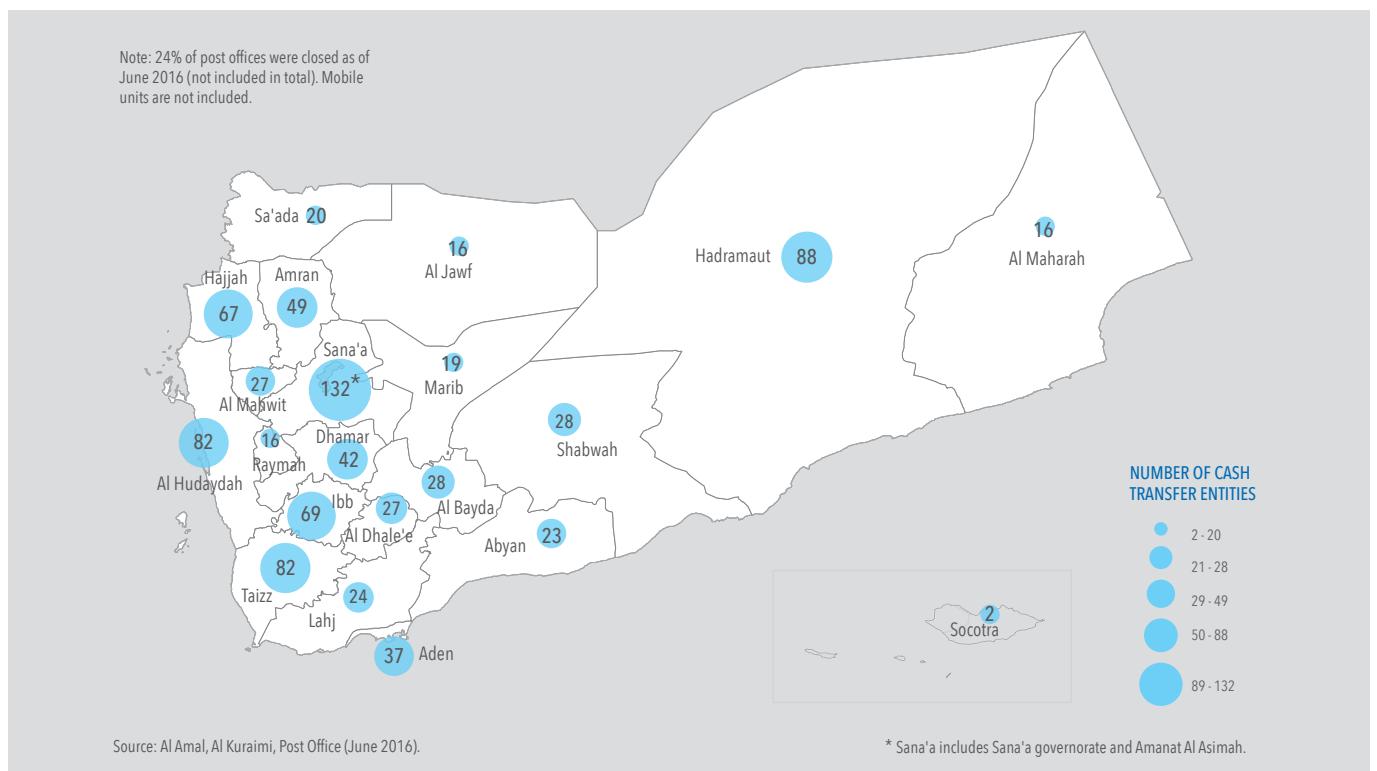 Note: 24% of post offices were closed as of
June 2016 (not included in total). Mobile
units are not included.
Sa'ada 20
16
Al Jawf
Hadramaut 88
16
Al Maharah
Hajjah
67
Amran
49
Sana'a
132*
19
Marib
27
Al Mahwit
82
Al Hudaydah
16
Raymah
Dhamar
42
28
Shabwah
28
Al Bayda
Ibb
69
27
Al Dhale'e
23
Abyan
82
Taizz
24
Lahj
37 Aden
2
Socotra
NUMBER OF CASH
TRANSFER ENTITIES
2 - 20
21 - 28
29 - 49
50 - 88
89 - 132
Source: Al Amal, Al Kuraimi, Post Office (June 2016).
* Sana'a includes Sana'a governorate and Amanat Al Asimah.